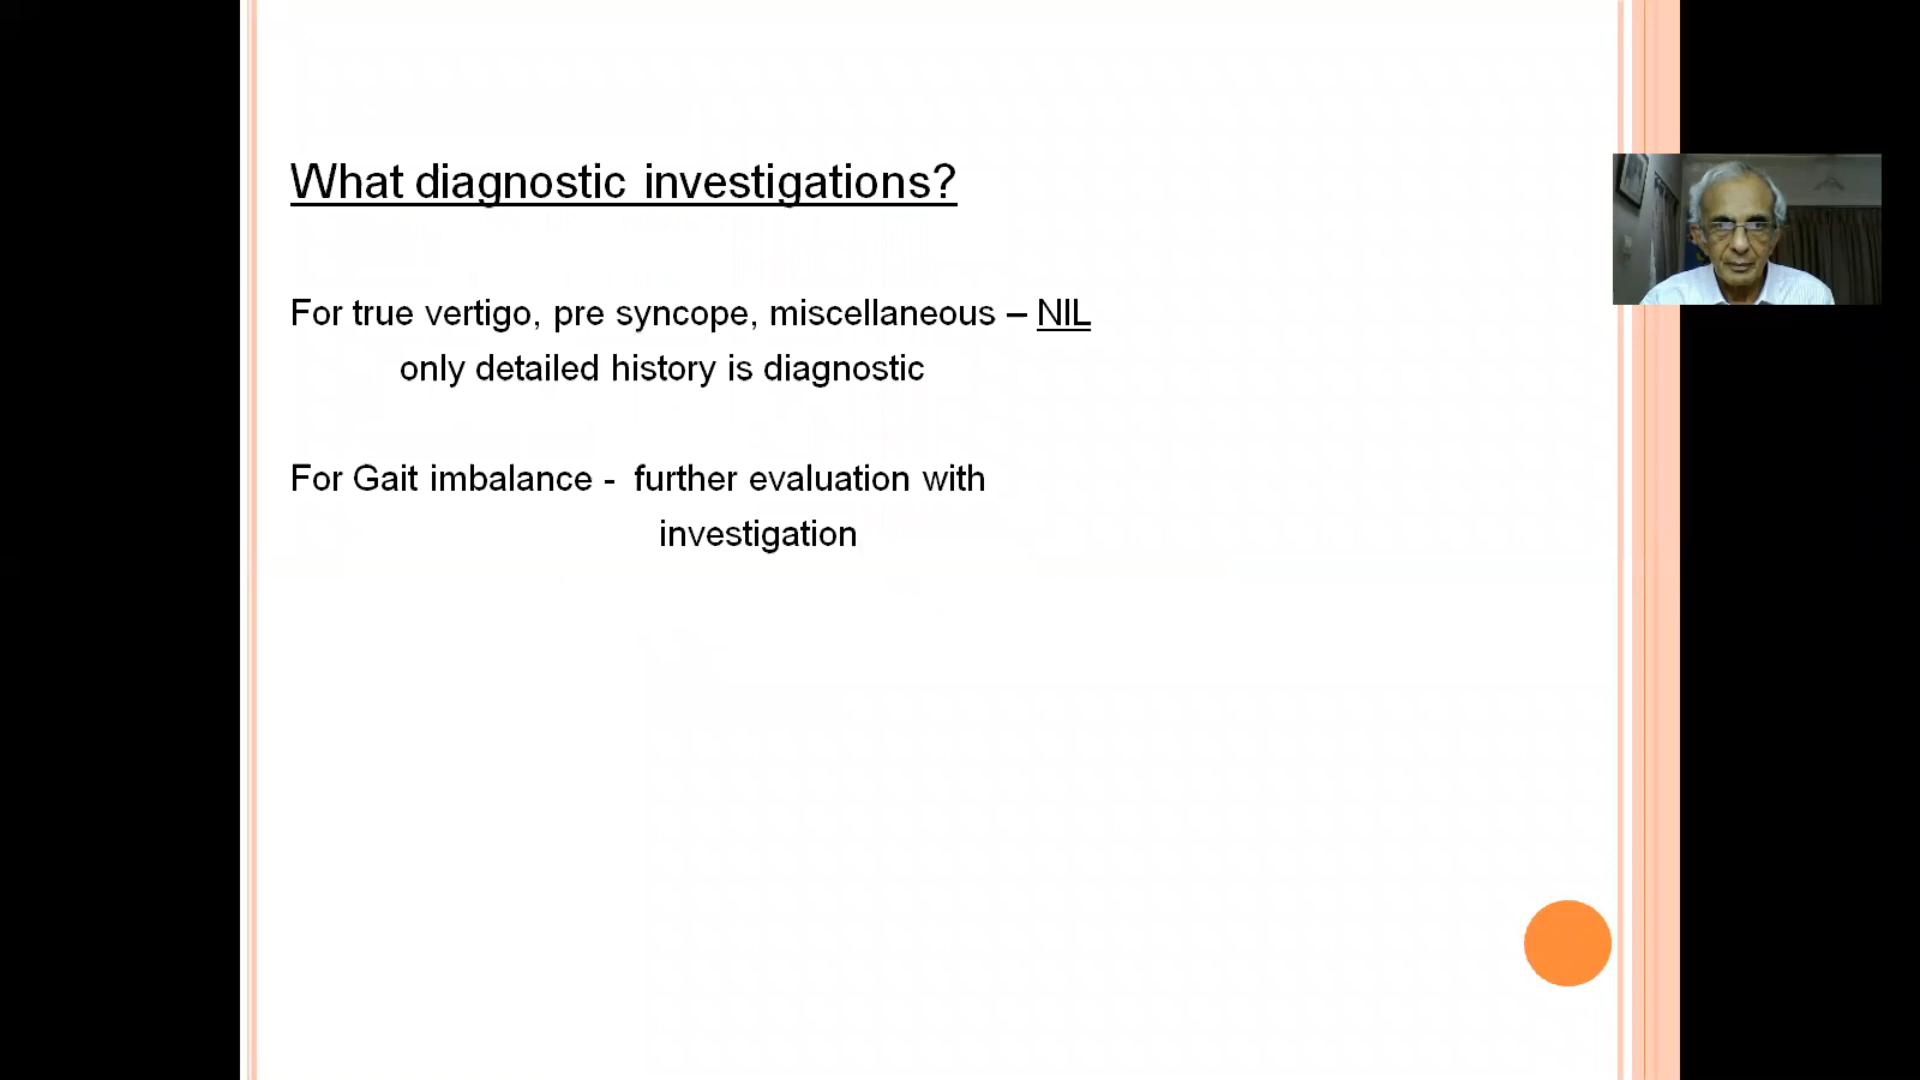 What diagnostic investigations?
For true vertigo, pre syncope, miscellaneous – NIL
only detailed history is diagnostic
For Gait imbalance - further evaluation with
investigation